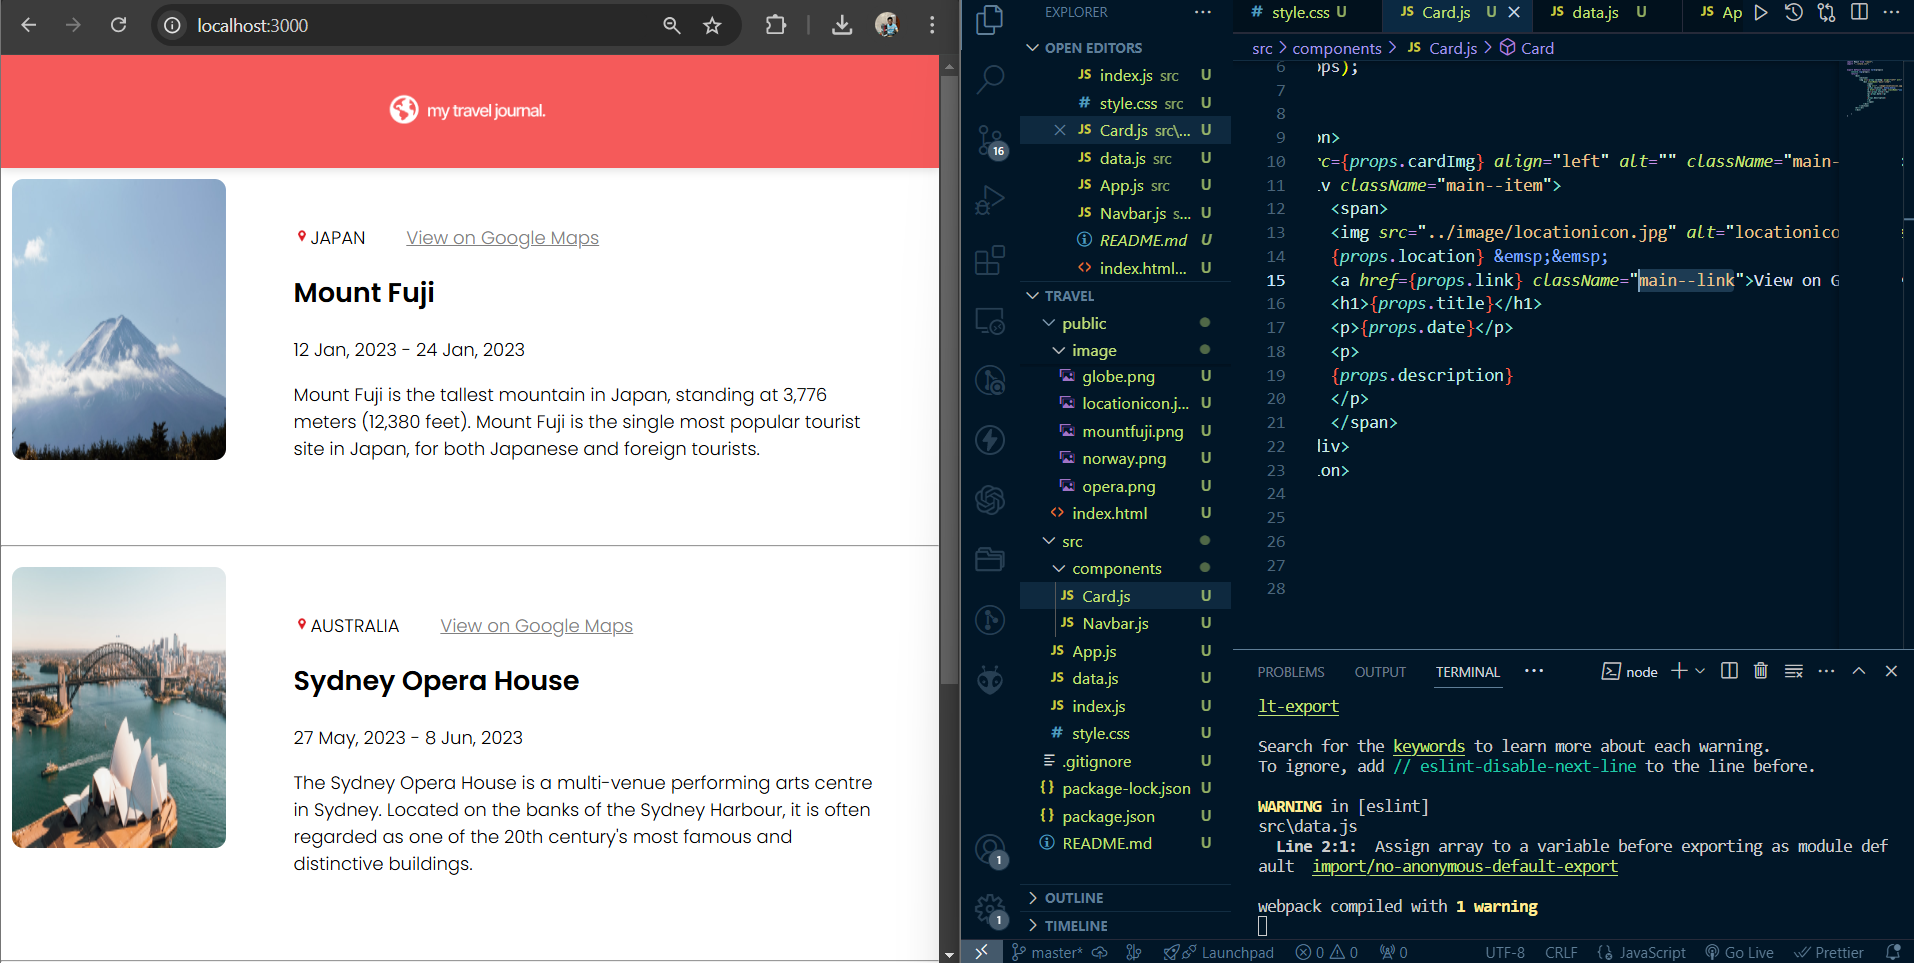 localhost:3000
my travel journal.
JAPAN View on Google Maps
Mount Fuji
12 Jan, 2023 - 24 Jan, 2023
Mount Fuji is the tallest mountain in Japan, standing at 3,776
meters (12,380 feet). Mount Fuji is the single most popular tourist
site in Japan, for both Japanese and foreign tourists.
AUSTRALIA View on Google Maps
Sydney Opera House
27 May, 2023 - 8 Jun, 2023
The Sydney Opera House is a multi-venue performing arts centre
in Sydney. Located on the banks of the Sydney Harbour, it is often
regarded as one of the 20th century's most famous and
distinctive buildings.
16
1
1
EXPLORER ...
OPEN EDITORS
JS index.js src U
# style.css src U
JS Card.js src\... U
JS data.js src U
JS App.js src U
JS Navbar.js s... U
README.md U
<> index.html... U
TRAVEL
public
image
globe.png U
locationicon.j... U
mountfuji.png U
norway.png U
opera.png U
<> index.html U
src
components
JS Card.js U
JS Navbar.js U
JS App.js U
JS data.js U
JS index.js U
# style.css U
.gitignore U
{} package-lock.json U
{} package.json U
README.md U
OUTLINE
TIMELINE
# style.css U JS Card.js U JS data.js U JS Ap ...
src > components > JS Card.js > Card
6 ops);
7
8
9 on>
10 rc={props.cardImg} align="left" alt="" className="main-
11 iv className="main--item">
12 <span>
13 <img src="../image/locationicon.jpg" alt="locationico
14 {props.location} &emsp;&emsp;
15 <a href={props.link} className="main--link">View on G
16 <h1>{props.title}</h1>
17 <p>{props.date}</p>
18 <p>
19 {props.description}
20 </p>
21 </span>
22 div>
23 ion>
24
25
26
27
28
PROBLEMS OUTPUT TERMINAL ... node ...
lt-export
Search for the keywords to learn more about each warning.
To ignore, add // eslint-disable-next-line to the line before.
WARNING in [eslint]
src\data.js
Line 2:1: Assign array to a variable before exporting as module def
ault import/no-anonymous-default-export
webpack compiled with 1 warning
master* Launchpad 0 0 0 UTF-8 CRLF {} JavaScript Go Live Prettier